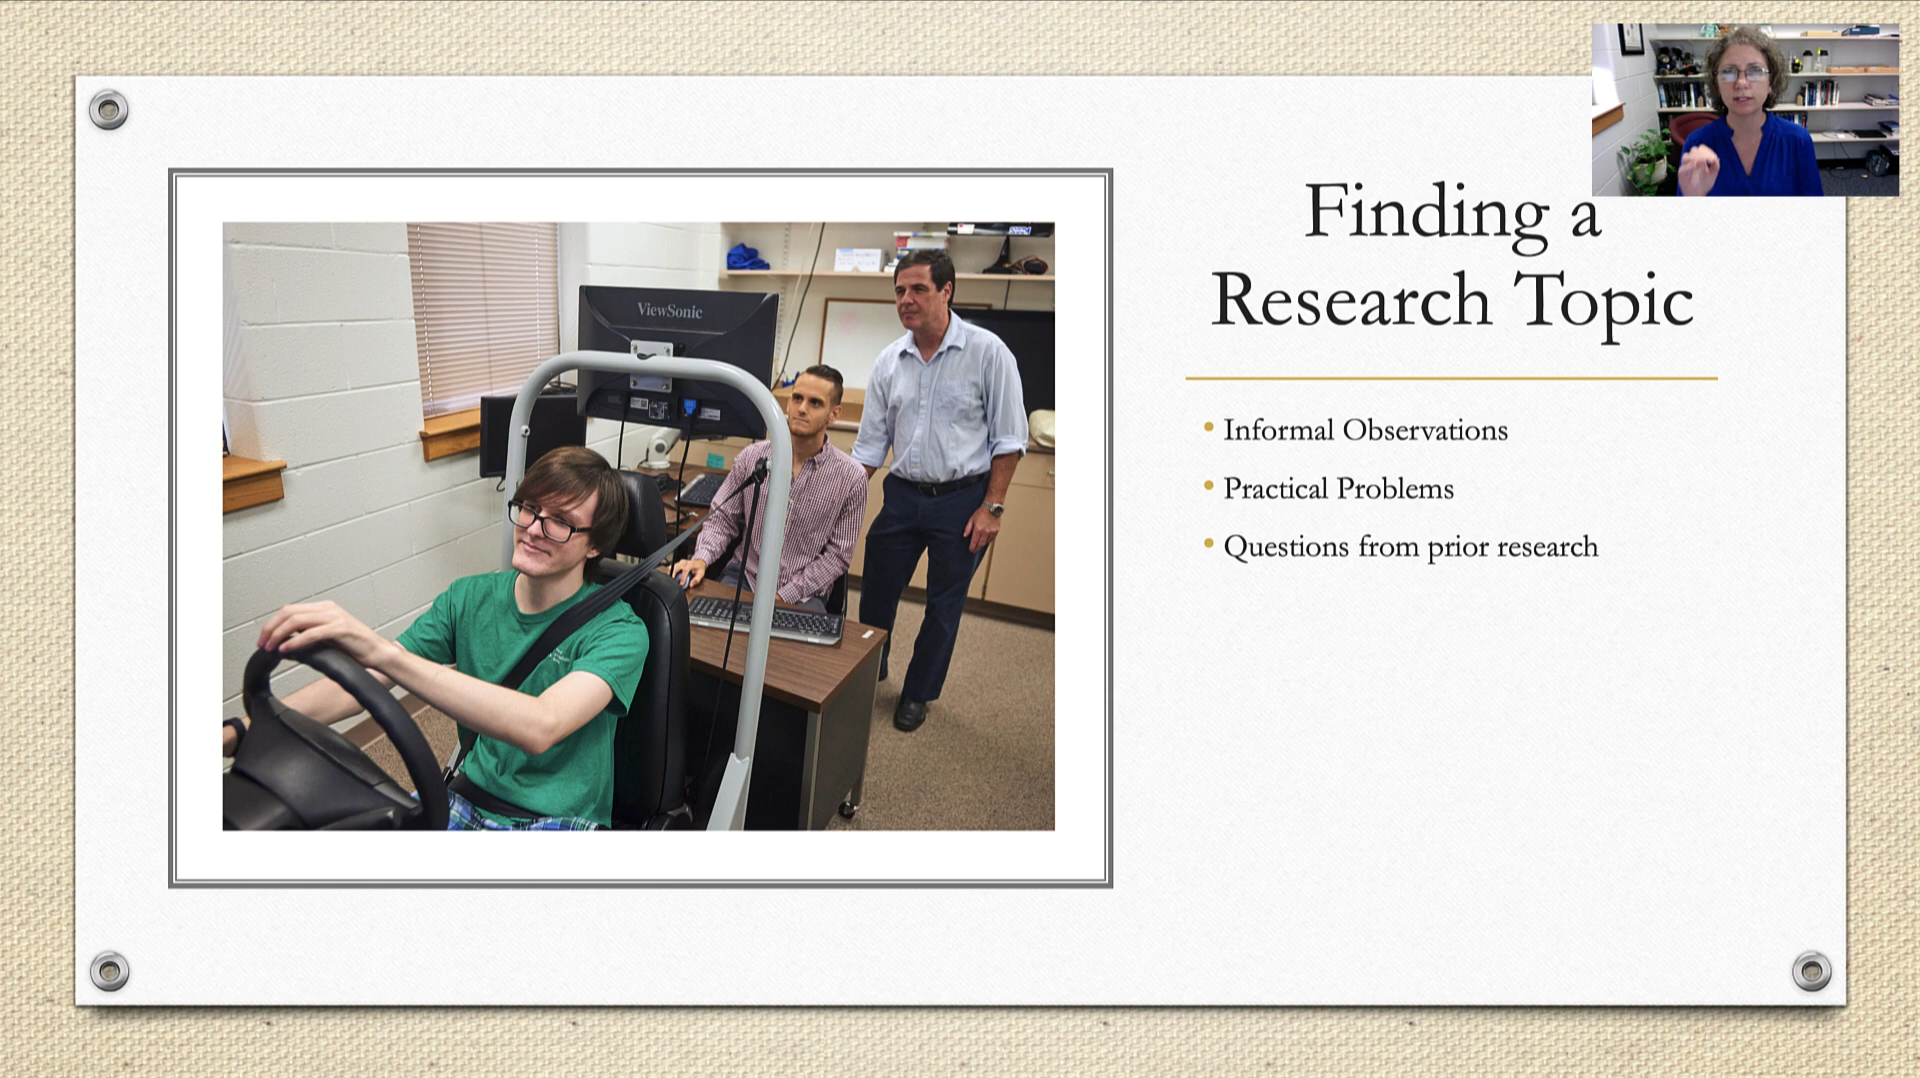 Finding a
Research Topic
• Informal Observations
• Practical Problems
• Questions from prior research
ViewSonic